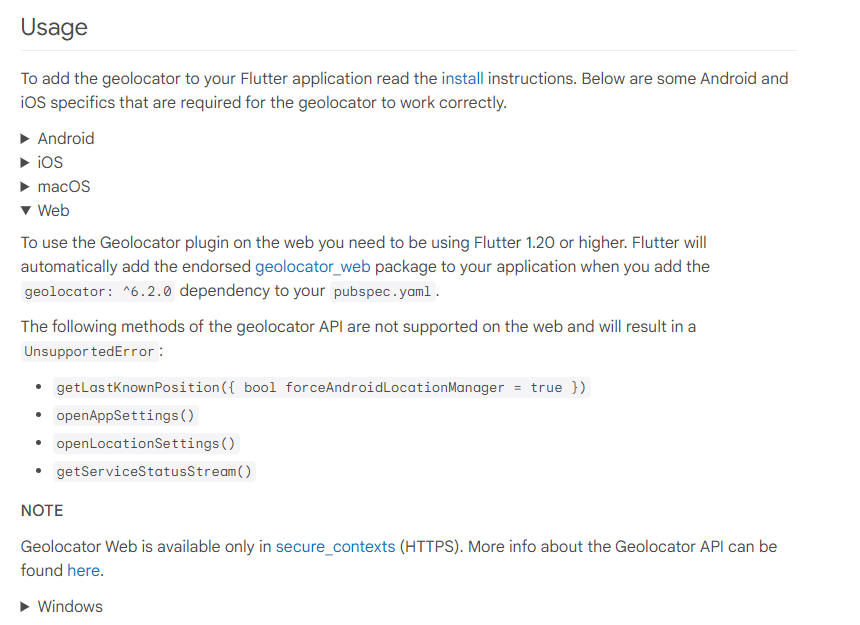 Usage
To add the geolocator to your Flutter application read the install instructions. Below are some Android and
iOS specifics that are required for the geolocator to work correctly.
▶ Android
▶ iOS
▶ macOS
▼ Web
To use the Geolocator plugin on the web you need to be using Flutter 1.20 or higher. Flutter will
automatically add the endorsed geolocator_web package to your application when you add the
geolocator: ^6.2.0 dependency to your pubspec.yaml.
The following methods of the geolocator API are not supported on the web and will result in a
UnsupportedError:
• getLastKnownPosition({ bool forceAndroidLocationManager = true })
• openAppSettings()
• openLocationSettings()
• getServiceStatusStream()
NOTE
Geolocator Web is available only in secure_contexts (HTTPS). More info about the Geolocator API can be
found here.
▶ Windows